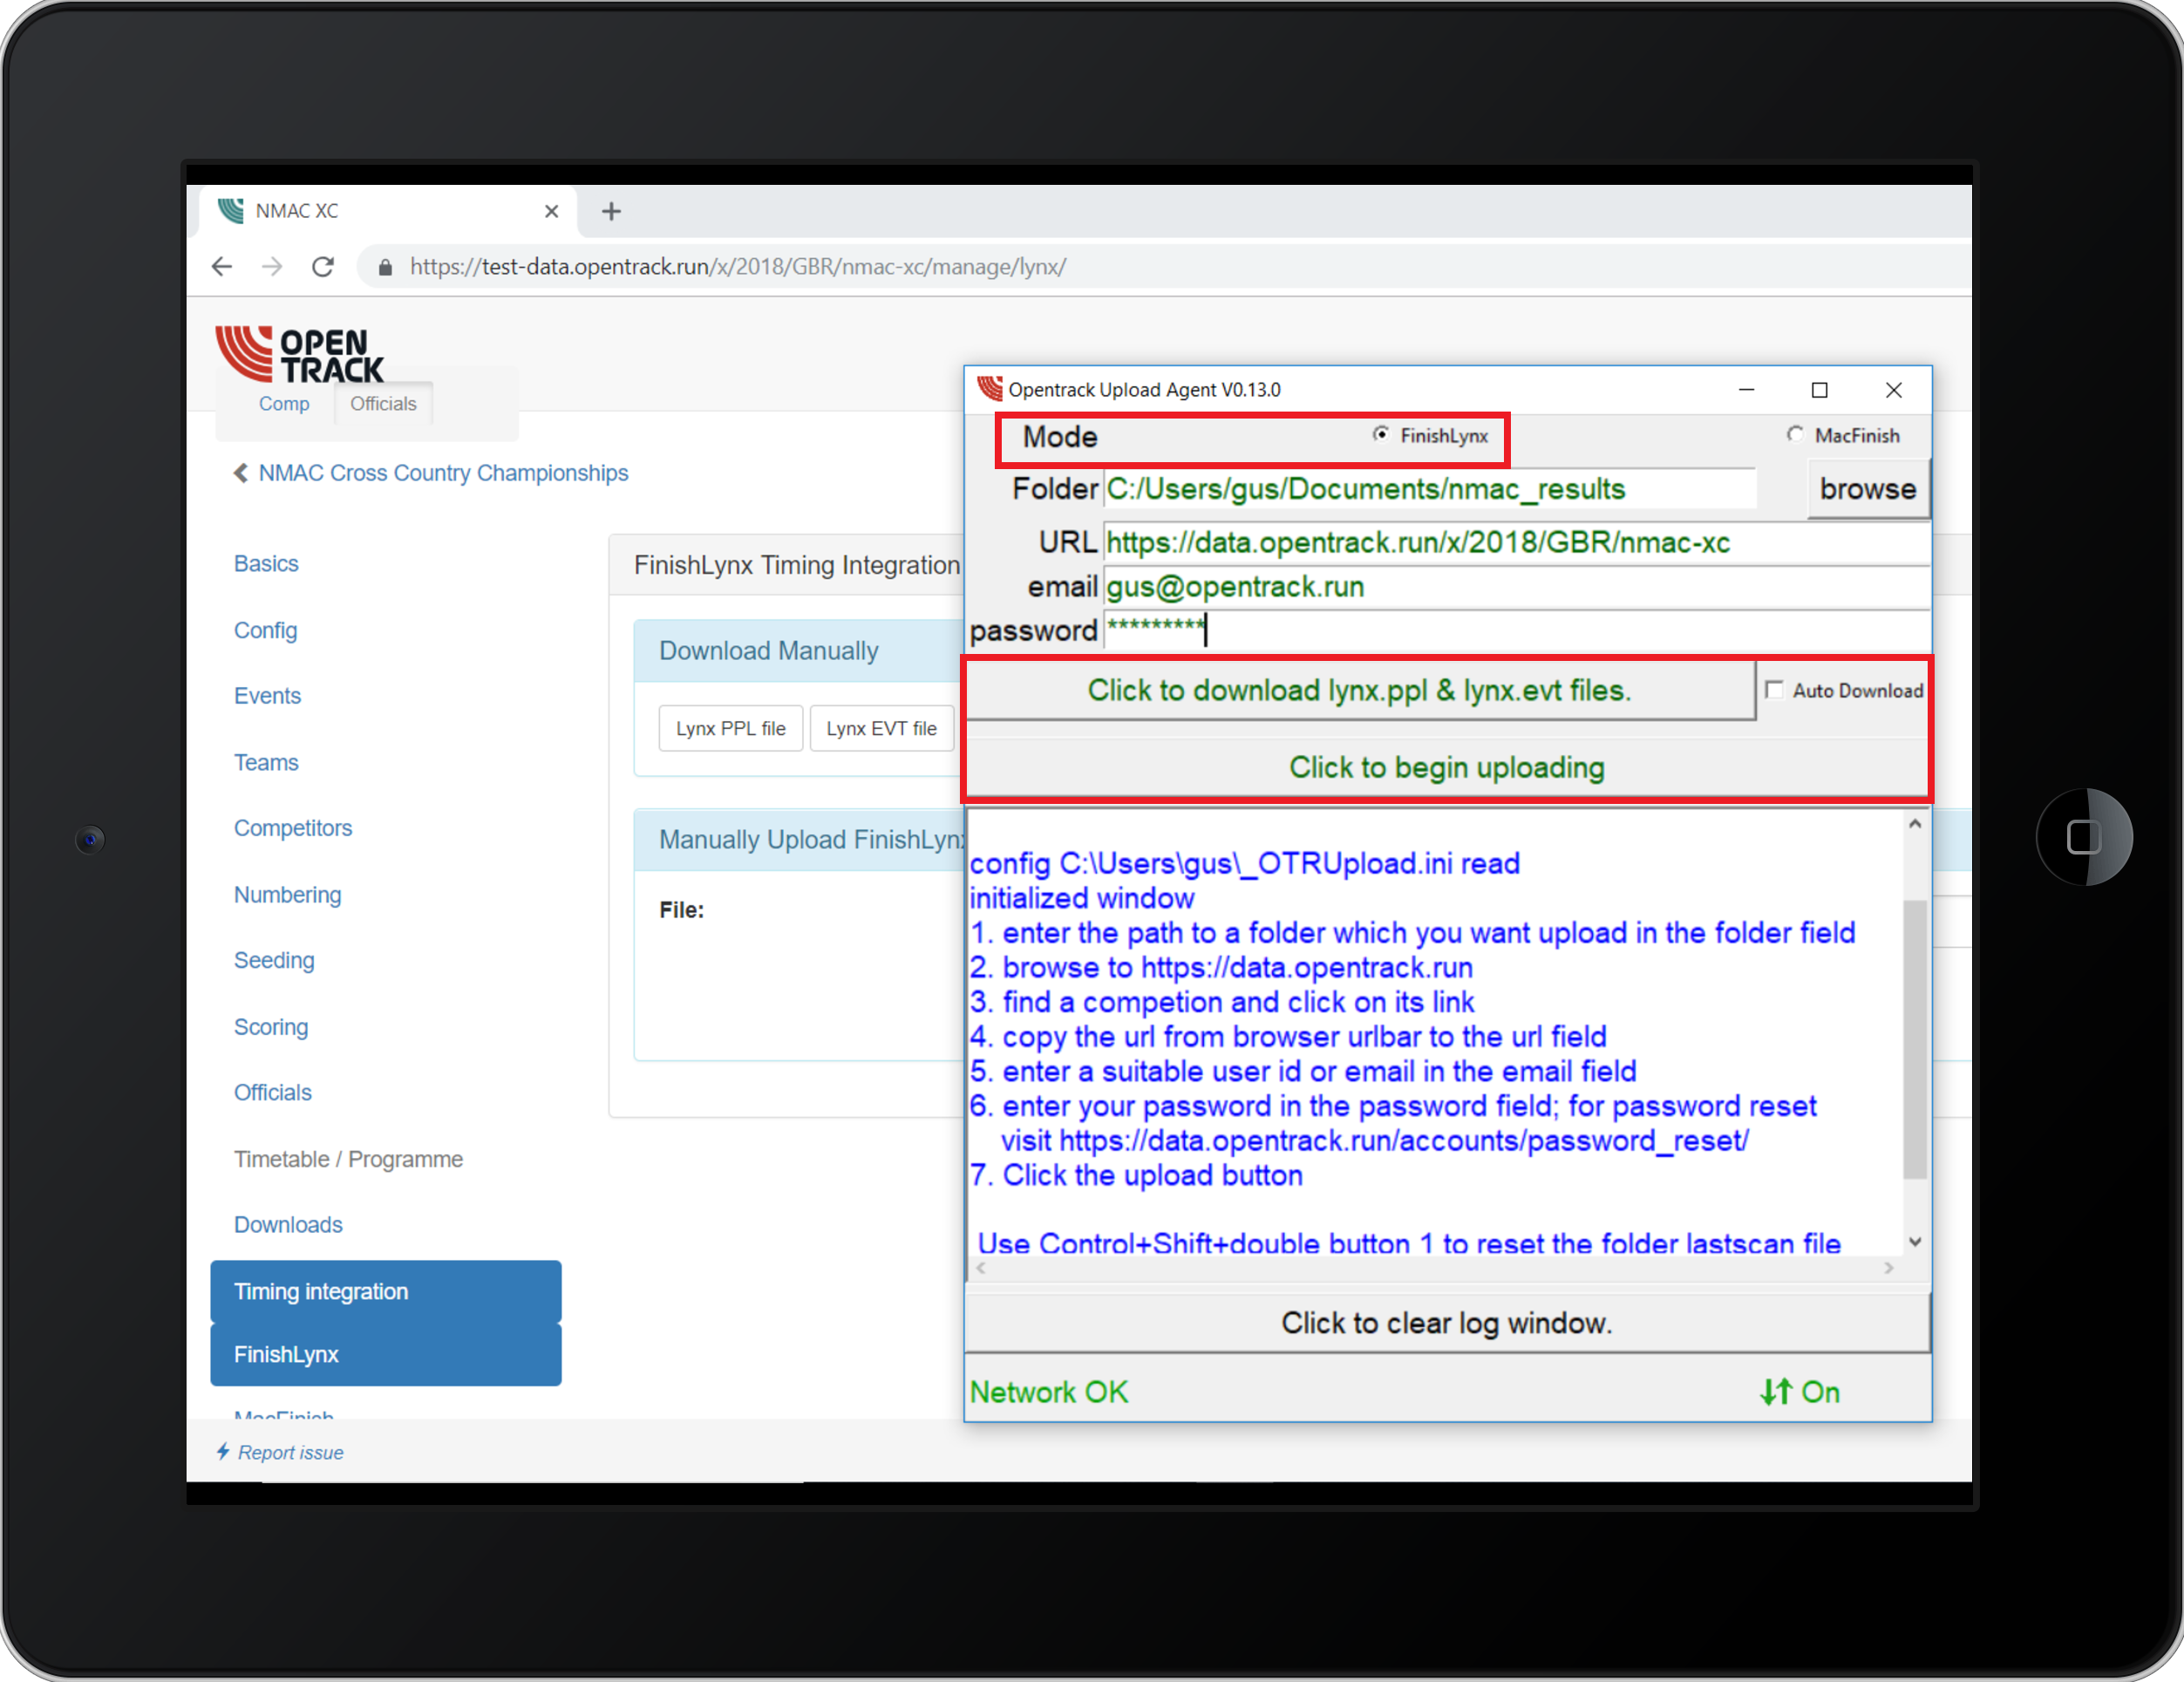 NMAC XC
https://test-data.opentrack.run/x/2018/GBR/nmac-xc/manage/lynx/
OPEN
TRACK
Comp Officials
NMAC Cross Country Championships
Basics
Config
Events
Teams
Competitors
Numbering
Seeding
Scoring
Officials
Timetable / Programme
Downloads
Timing integration
FinishLynx
MacFinish
Report issue
FinishLynx Timing Integration
Download Manually
Lynx PPL file Lynx EVT file
Manually Upload FinishLynx
File:
Opentrack Upload Agent V0.13.0
Mode FinishLynx MacFinish
Folder C:/Users/gus/Documents/nmac_results browse
URL https://data.opentrack.run/x/2018/GBR/nmac-xc
email gus@opentrack.run
password *********
Click to download lynx.ppl & lynx.evt files. Auto Download
Click to begin uploading
config C:\Users\gus\_OTRUpload.ini read
initialized window
1. enter the path to a folder which you want upload in the folder field
2. browse to https://data.opentrack.run
3. find a competion and click on its link
4. copy the url from browser urlbar to the url field
5. enter a suitable user id or email in the email field
6. enter your password in the password field; for password reset
visit https://data.opentrack.run/accounts/password_reset/
7. Click the upload button
Use Control+Shift+double button 1 to reset the folder lastscan file
Click to clear log window.
Network OK On